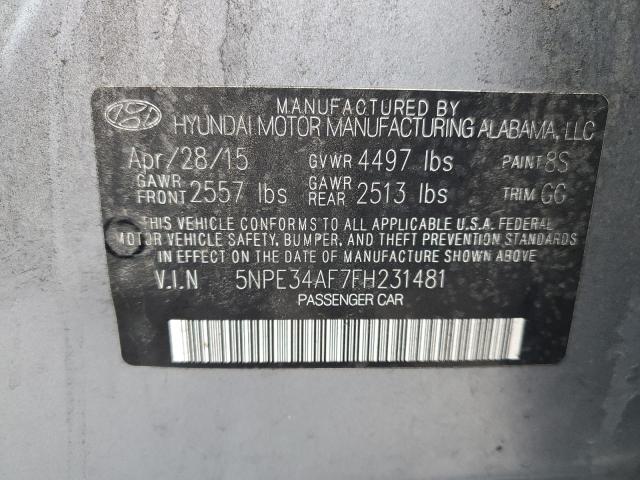 MANUFACTURED BY
HYUNDAI MOTOR MANUFACTURING ALABAMA, LLC
Apr/28/15 GVWR 4497 lbs PAINT 8S
GAWR FRONT 2557 lbs GAWR REAR 2513 lbs TRIM GG
THIS VEHICLE CONFORMS TO ALL APPLICABLE U.S.A. FEDERAL
MOTOR VEHICLE SAFETY, BUMPER, AND THEFT PREVENTION STANDARDS
IN EFFECT ON THE DATE OF MANUFACTURE SHOWN ABOVE.
V.I.N 5NPE34AF7FH231481
PASSENGER CAR